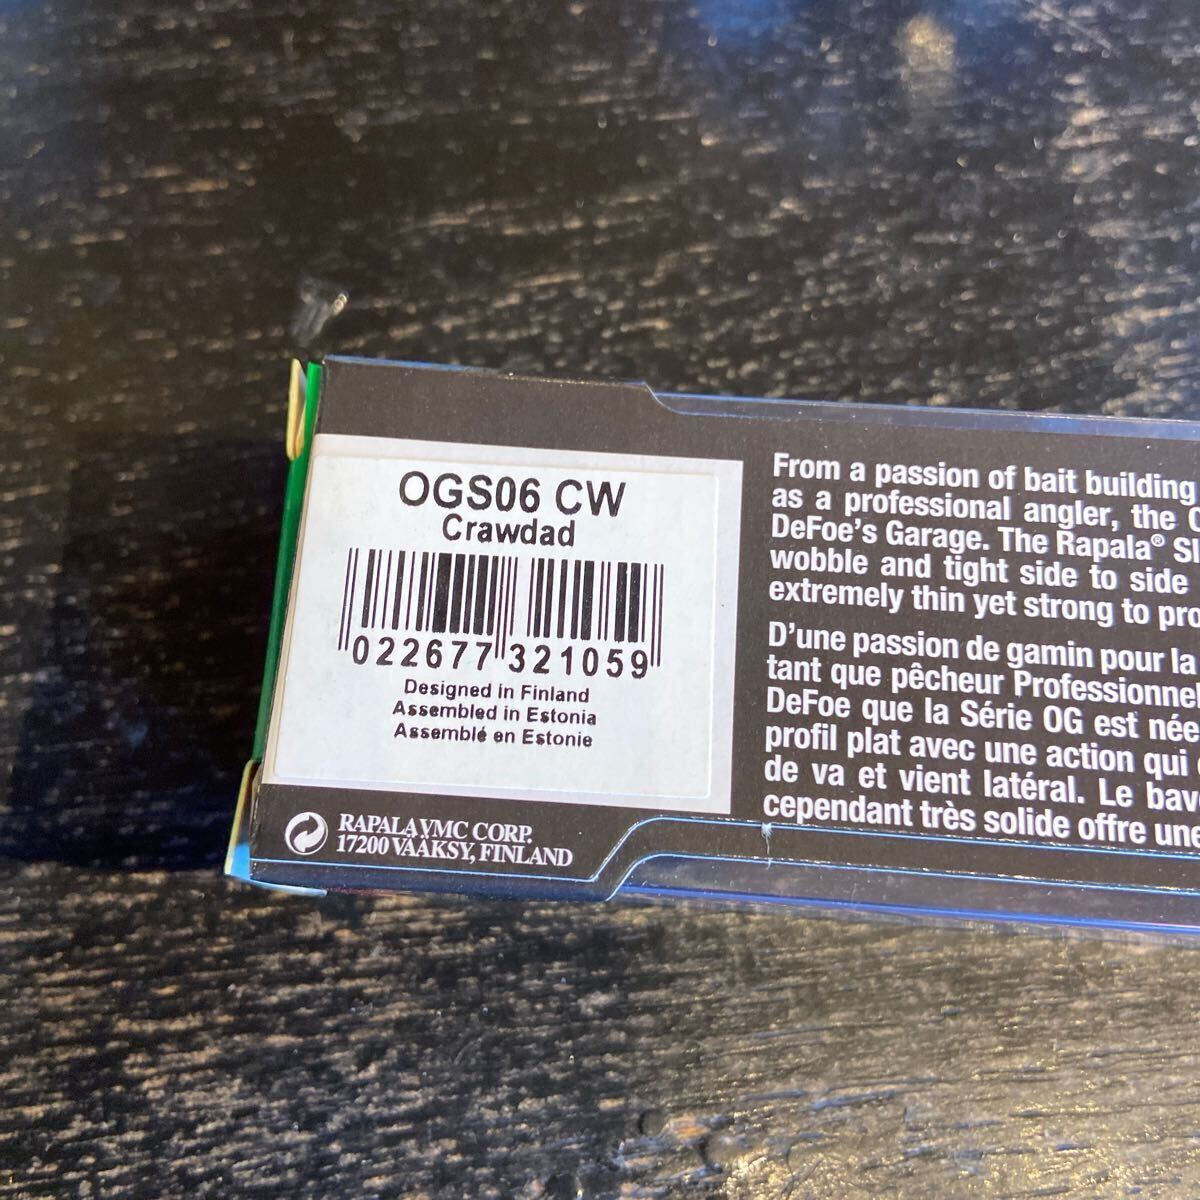 OGS06 CW
Crawdad
022677 321059
Designed in Finland
Assembled in Estonia
Assemblé en Estonie
RAPALA VMC CORP.
17200 VÄÄKSY, FINLAND
From a passion of bait building
as a professional angler, the
DeFoe's Garage. The Rapala®
wobble and tight side to side
extremely thin yet strong to
D'une passion de gamin pour la
tant que pêcheur Professionnel
DeFoe que la Série OG est née
profil plat avec une action qui
de va et vient latéral. Le
cependant très solide offre une